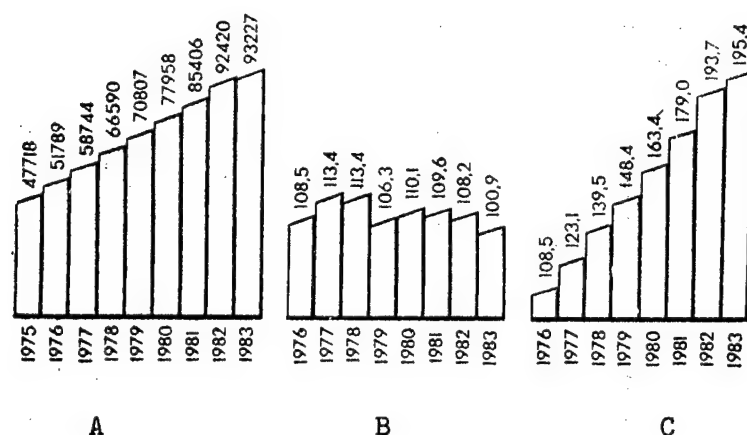 47718 51789 58744 66590 70807 77958 85406 92420 93227
1975 1976 1977 1978 1979 1980 1981 1982 1983
A
108,5 113,4 113,4 106,3 110,1 109,6 108,2 100,9
1976 1977 1978 1979 1980 1981 1982 1983
B
108,5 123,1 139,5 148,4 163,4 179,0 193,7 195,4
1976 1977 1978 1979 1980 1981 1982 1983
C